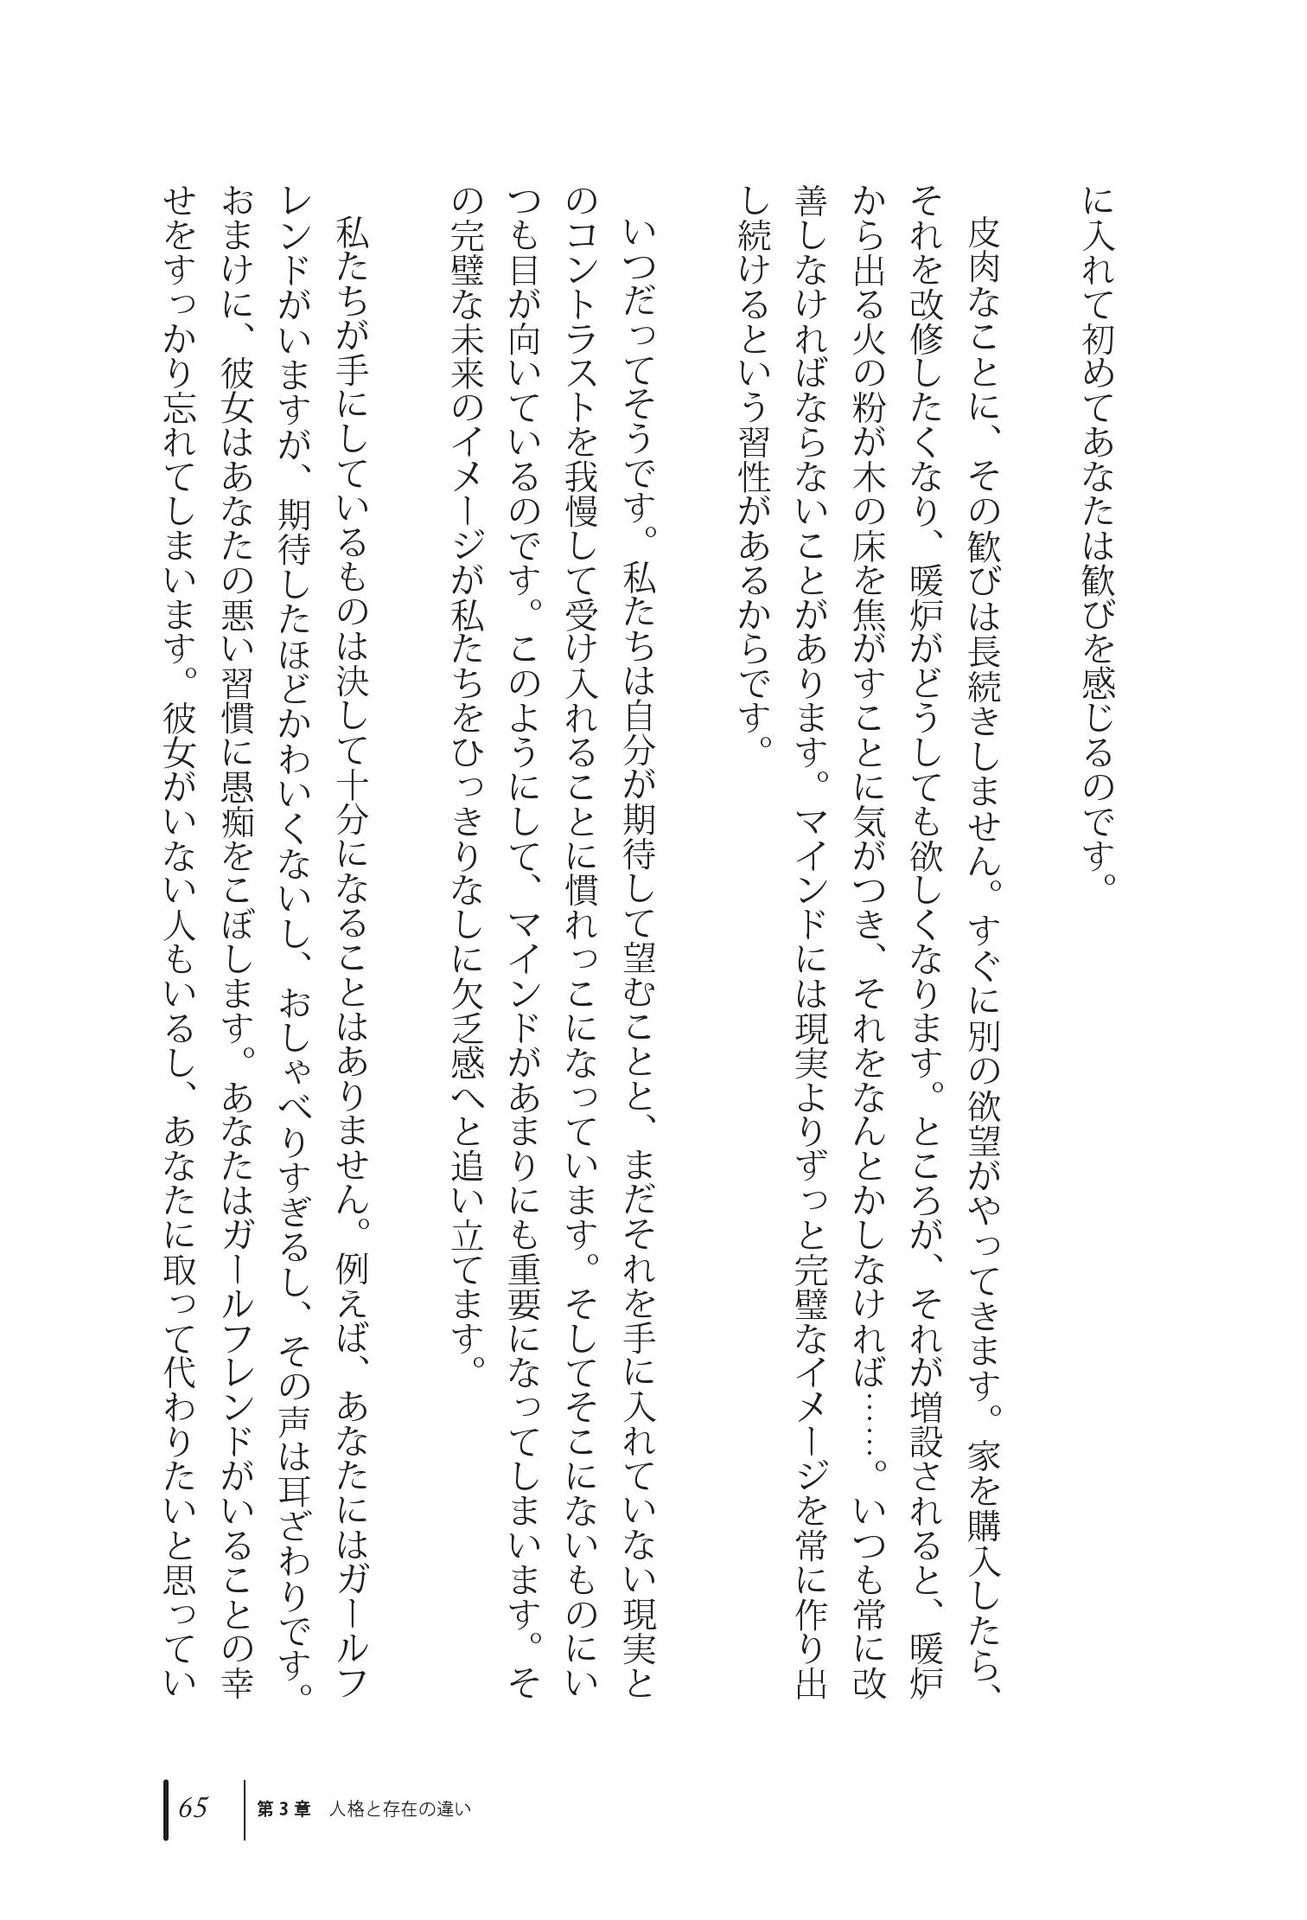 に入れて初めてあなたは歓びを感じるのです。
皮肉なことに、その歓びは長続きしません。すぐに別の欲望がやってきます。家を購入したら、
それを改修したくなり、暖炉がどうしても欲しくなります。ところが、それが増設されると、暖炉
から出る火の粉が木の床を焦がすことに気がつき、それをなんとかしなければ……。いつも常に改
善しなければならないことがあります。マインドには現実よりずっと完璧なイメージを常に作り出
し続けるという習性があるからです。
いつだってそうです。私たちは自分が期待して望むことと、まだそれを手に入れていない現実と
のコントラストを我慢して受け入れることに慣れっこになっています。そしてそこにないものにい
つも目が向いているのです。このようにして、マインドがあまりにも重要になってしまいます。そ
の完璧な未来のイメージが私たちをひっきりなしに欠乏感へと追い立てます。
私たちが手にしているものは決して十分になることはありません。例えば、あなたにはガールフ
レンドがいますが、期待したほどかわいくないし、おしゃべりすぎるし、その声は耳ざわりです。
おまけに、彼女はあなたの悪い習慣に愚痴をこぼします。あなたはガールフレンドがいることの幸
せをすっかり忘れてしまいます。彼女がいない人もいるし、あなたに取って代わりたいと思ってい
65 第3章 人格と存在の違い